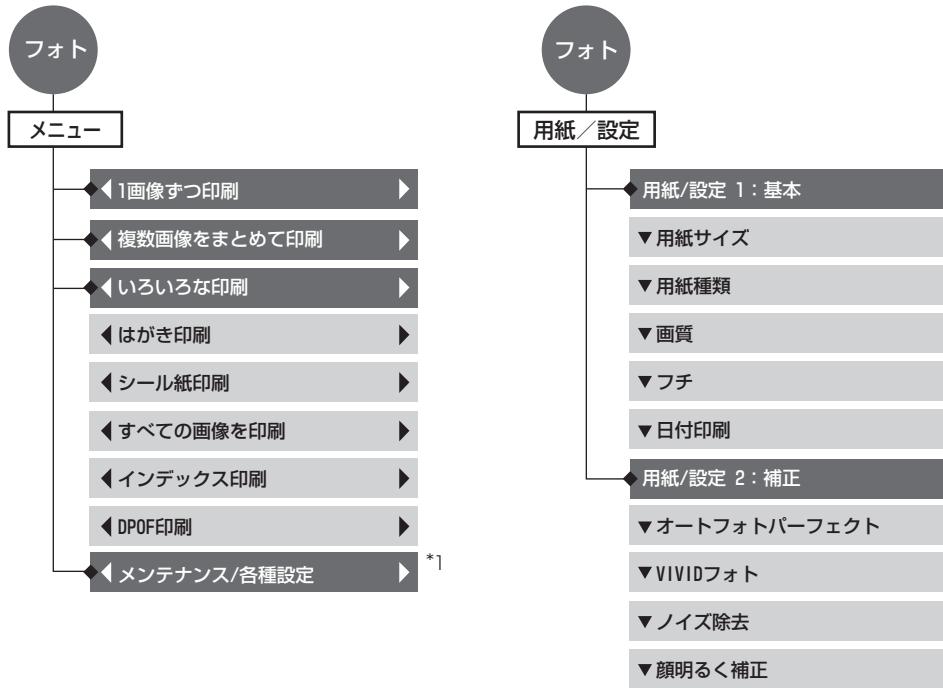 フォト
メニュー
1画像ずつ印刷
複数画像をまとめて印刷
いろいろな印刷
はがき印刷
シール紙印刷
すべての画像を印刷
インデックス印刷
DPOF印刷
メンテナンス/各種設定
*1
フォト
用紙／設定
用紙/設定 1：基本
▼用紙サイズ
▼用紙種類
▼画質
▼フチ
▼日付印刷
用紙/設定 2：補正
▼オートフォトパーフェクト
▼VIVIDフォト
▼ノイズ除去
▼顔明るく補正